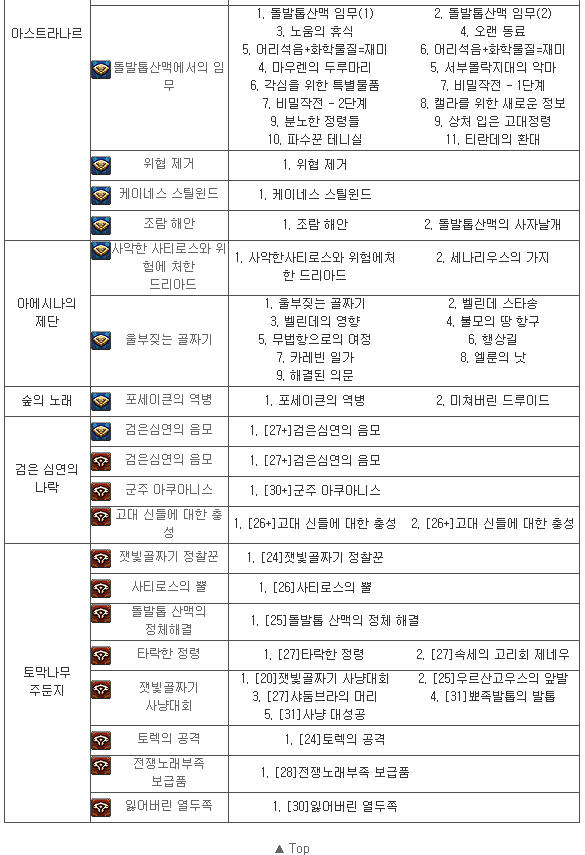 아스트라나르
돌발톱산맥에서의 임
무
1. 돌발톱산맥 임무(1) 2. 돌발톱산맥 임무(2)
3. 노움의 휴식 4. 오랜 동료
5. 어리석음+화학물질=재미 6. 어리석음+화학물질=재미
4. 마우렌의 두루마리 5. 서부몰락지대의 악마
6. 각심을 위한 특별물품 7. 비밀작전 - 1단계
7. 비밀작전 - 2단계 8. 캘라를 위한 새로운 정보
9. 분노한 정령들 9. 상처 입은 고대정령
10. 파수꾼 테니실 11. 티란데의 환대
위협 제거 1. 위협 제거
케이네스 스틸윈드 1. 케이네스 스틸윈드
조람 해안 1. 조람 해안 2. 돌발톱산맥의 사자날개
아에시나의
제단
사악한 사티로스와 위
험에 처한
드리아드
1. 사악한사티로스와 위험에처 2. 세나리우스의 가지
한 드리아드
울부짖는 골짜기
1. 울부짖는 골짜기 2. 벨린데 스타송
3. 벨린데의 영향 4. 불모의 땅 항구
5. 무법항으로의 여정 6. 행상길
7. 카레빈 일가 8. 엘룬의 낫
9. 해결된 의문
숲의 노래 포세이큰의 역병 1. 포세이큰의 역병 2. 미쳐버린 드루이드
검은 심연의
나락
검은심연의 음모 1. [27+]검은심연의 음모
검은심연의 음모 1. [27+]검은심연의 음모
군주 아쿠아니스 1. [30+]군주 아쿠아니스
고대 신들에 대한 충
성
1. [26+]고대 신들에 대한 충성 2. [26+]고대 신들에 대한 충성
토막나무
주둔지
잿빛골짜기 정찰꾼 1. [24]잿빛골짜기 정찰꾼
사티로스의 뿔 1. [26]사티로스의 뿔
돌발톱 산맥의
정체해결
1. [25]돌발톱 산맥의 정체 해결
타락한 정령 1. [27]타락한 정령 2. [27]속세의 고리회 제네우
잿빛골짜기
사냥대회
1. [20]잿빛골짜기 사냥대회 2. [25]우르산고우스의 앞발
3. [27]샤둠브라의 머리 4. [31]뾰족발톱의 발톱
5. [31]사냥 대성공
토렉의 공격 1. [24]토렉의 공격
전쟁노래부족
보급품
1. [28]전쟁노래부족 보급품
잃어버린 열두쪽 1. [30]잃어버린 열두쪽
▲ Top